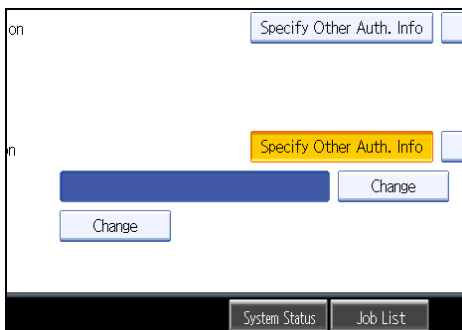 on
Specify Other Auth. Info
n
Specify Other Auth. Info
Change
Change
System Status
Job List